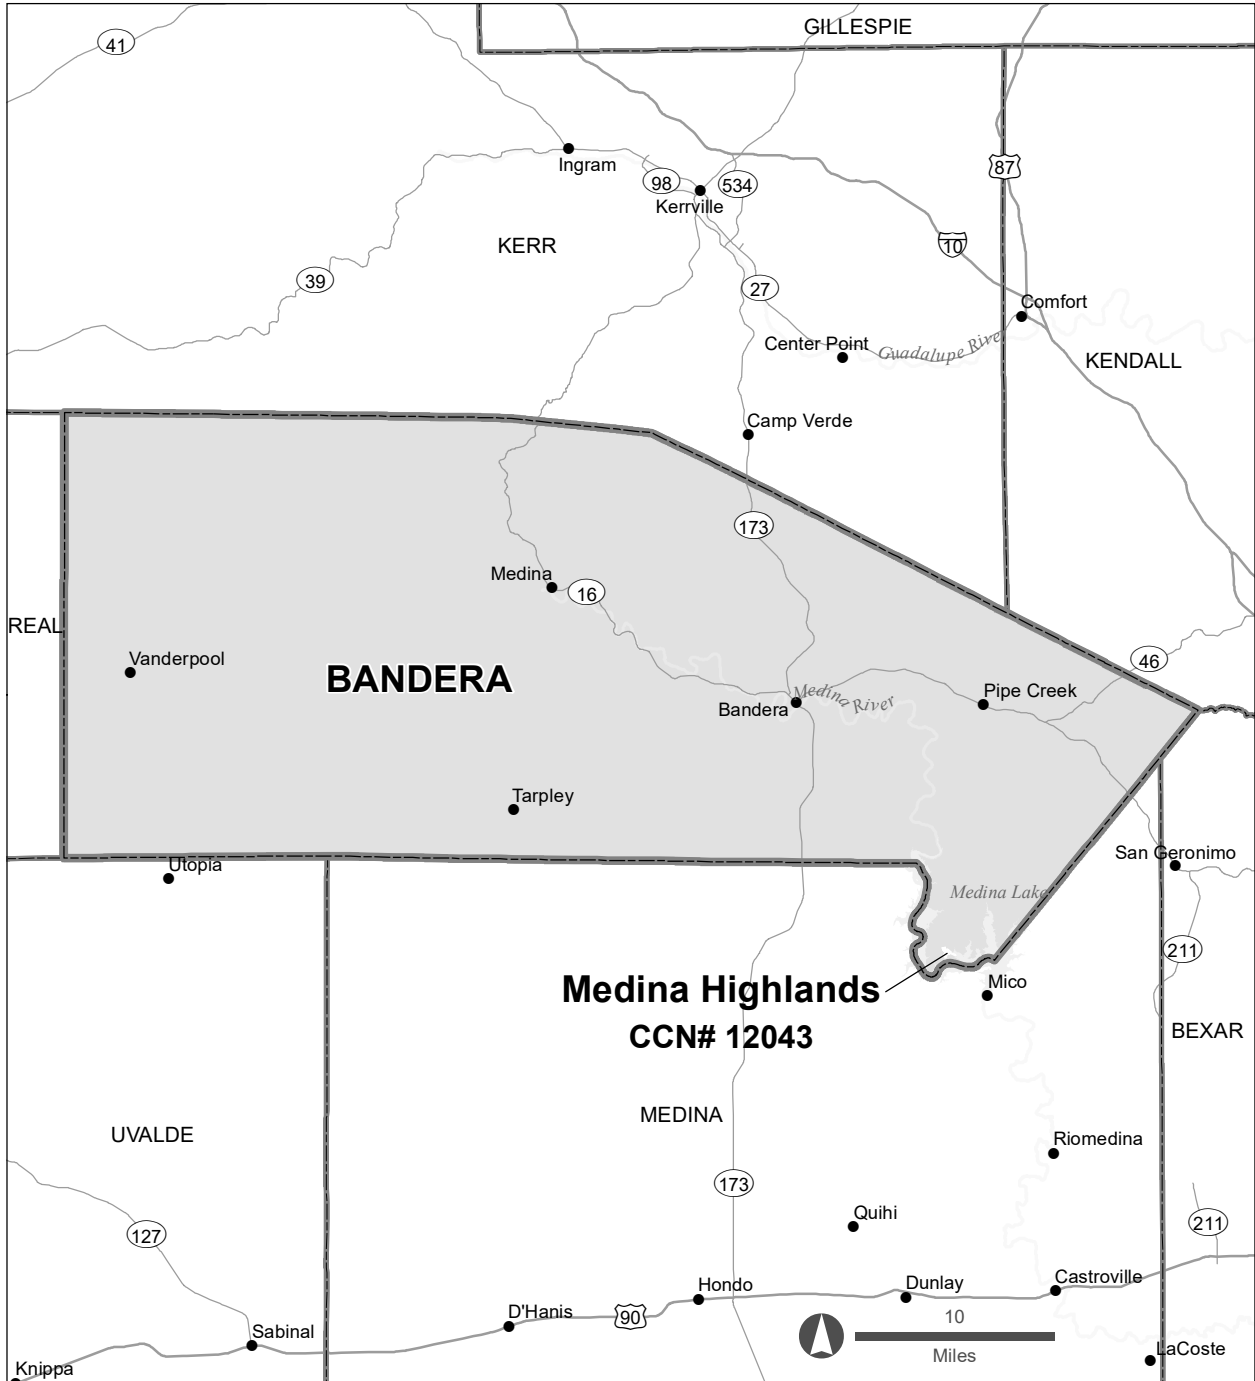 GILLESPIE
41
Ingram
87
98
534
Kerrville
KERR
10
39
27
Comfort
Center Point
Guadalupe River
KENDALL
Camp Verde
173
Medina
16
REAL
Vanderpool
46
BANDERA
Pipe Creek
Medina River
Bandera
Tarpley
San Geronimo
Utopia
Medina Lake
211
Medina Highlands
Mico
CCN# 12043
BEXAR
MEDINA
UVALDE
Riomedina
173
Quihi
211
127
Castroville
Hondo
Dunlay
D'Hanis
90
10
Sabinal
Miles
LaCoste
Knippa